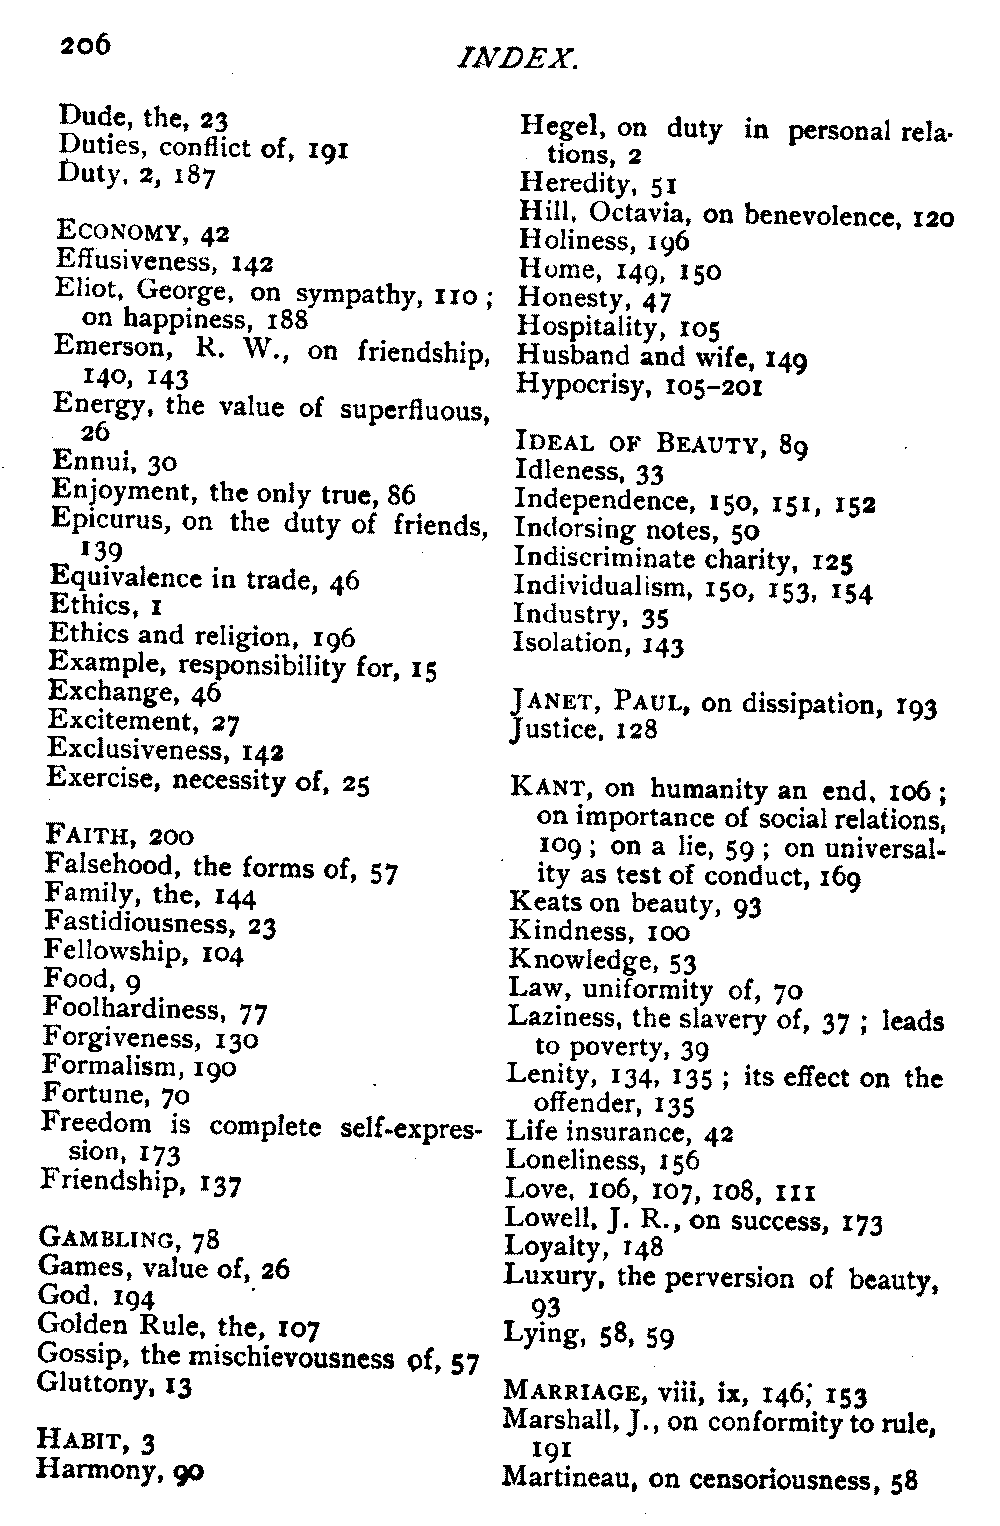 206
INDEX.
Dude, the, 23
Duties, conflict of, 191
Duty, 2, 187
ECONOMY, 42
Effusiveness, 142
Eliot, George, on sympathy, 110 ;
on happiness, 188
Emerson, R. W., on friendship,
140, 143
Energy, the value of superfluous,
26
Ennui, 30
Enjoyment, the only true, 86
Epicurus, on the duty of friends,
139
Equivalence in trade, 46
Ethics, 1
Ethics and religion, 196
Example, responsibility for, 15
Exchange, 46
Excitement, 27
Exclusiveness, 142
Exercise, necessity of, 25
FAITH, 200
Falsehood, the forms of, 57
Family, the, 144
Fastidiousness, 23
Fellowship, 104
Food, 9
Foolhardiness, 77
Forgiveness, 130
Formalism, 190
Fortune, 70
Freedom is complete self-expres-
sion, 173
Friendship, 137
GAMBLING, 78
Games, value of, 26
God, 194
Golden Rule, the, 107
Gossip, the mischievousness of, 57
Gluttony, 13
HABIT, 3
Harmony, 90
Hegel, on duty in personal rela-
tions, 2
Heredity, 51
Hill, Octavia, on benevolence, 120
Holiness, 196
Home, 149, 150
Honesty, 47
Hospitality, 105
Husband and wife, 149
Hypocrisy, 105-201
IDEAL OF BEAUTY, 89
Idleness, 33
Independence, 150, 151, 152
Indorsing notes, 50
Indiscriminate charity, 125
Individualism, 150, 153, 154
Industry, 35
Isolation, 143
JANET, PAUL, on dissipation, 193
Justice, 128
KANT, on humanity an end, 106 ;
on importance of social relations,
109 ; on a lie, 59 ; on universal-
ity as test of conduct, 169
Keats on beauty, 93
Kindness, 100
Knowledge, 53
Law, uniformity of, 70
Laziness, the slavery of, 37 ; leads
to poverty, 39
Lenity, 134, 135 ; its effect on the
offender, 135
Life insurance, 42
Loneliness, 156
Love, 106, 107, 108, 111
Lowell, J. R., on success, 173
Loyalty, 148
Luxury, the perversion of beauty,
93
Lying, 58, 59
MARRIAGE, viii, ix, 146; 153
Marshall, J., on conformity to rule,
191
Martineau, on censoriousness, 58